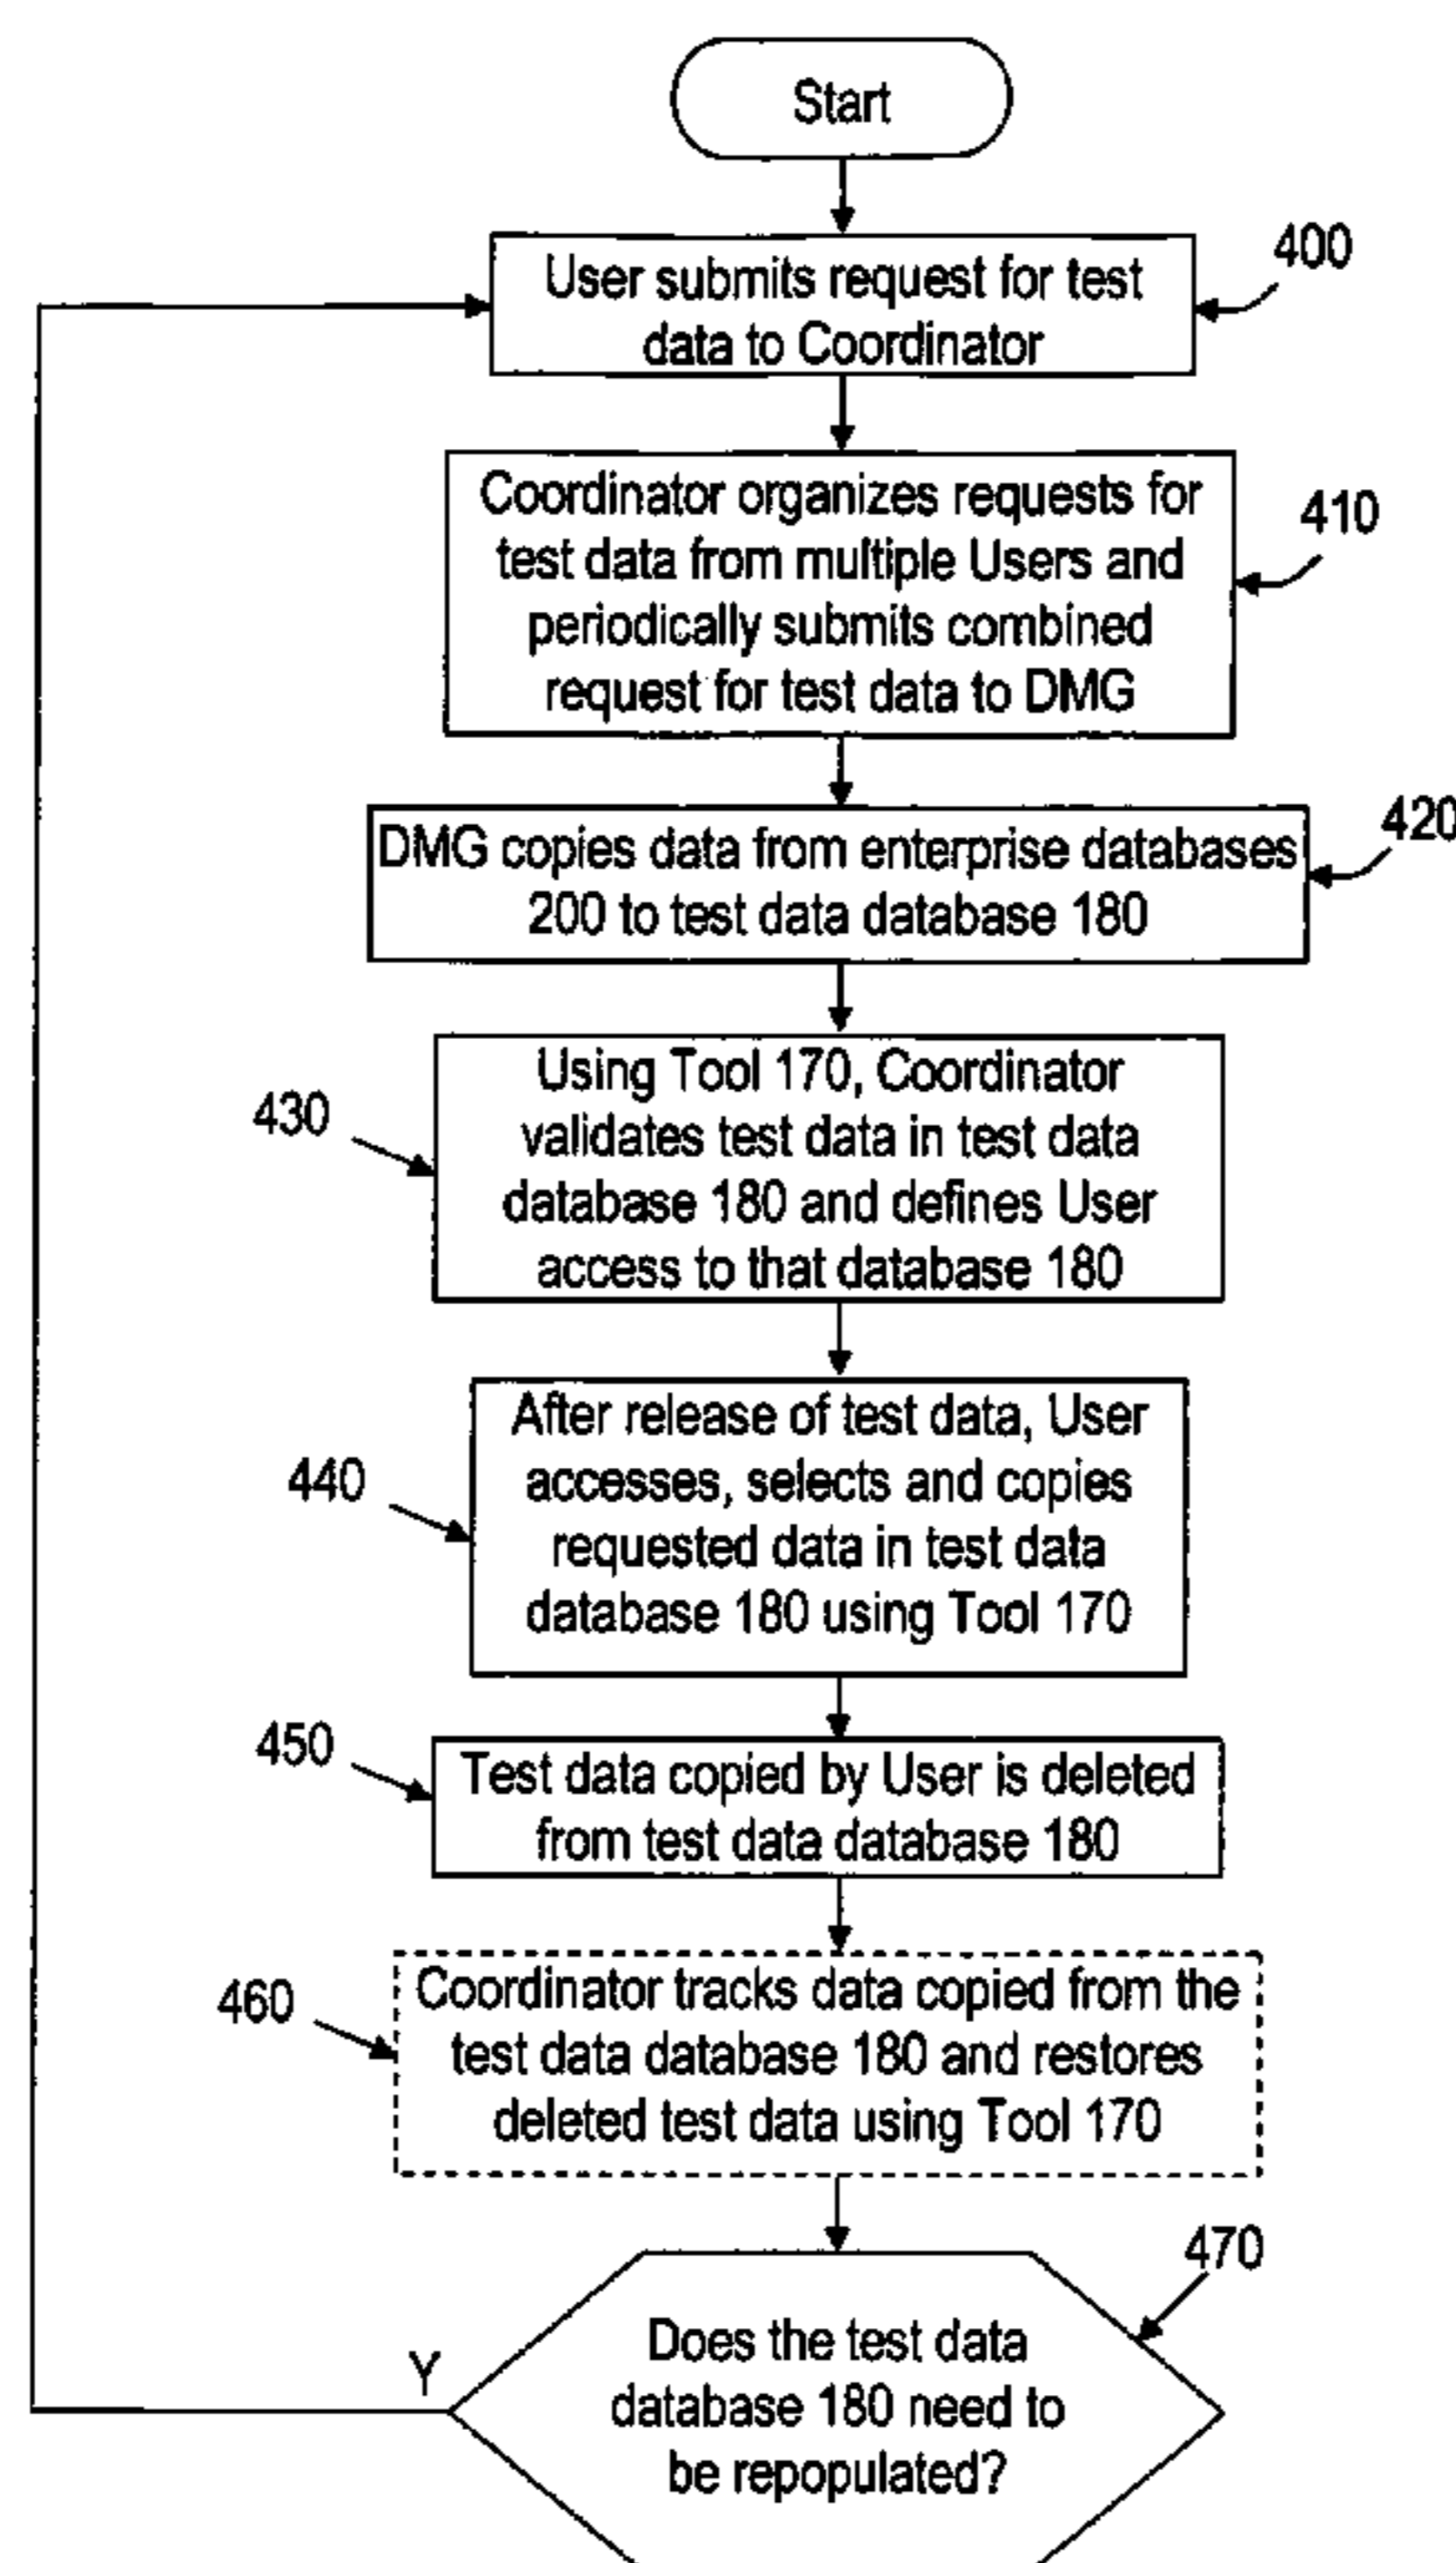 Start
User submits request for test
data to Coordinator
400
Coordinator organizes requests for
test data from multiple Users and
periodically submits combined
request for test data to DMG
410
DMG copies data from enterprise databases
200 to test data database 180
420
Using Tool 170, Coordinator
validates test data in test data
database 180 and defines User
access to that database 180
430
After release of test data, User
accesses, selects and copies
requested data in test data
database 180 using Tool 170
440
Test data copied by User is deleted
from test data database 180
450
Coordinator tracks data copied from the
test data database 180 and restores
deleted test data using Tool 170
460
470
Does the test data
database 180 need to
be repopulated?
Y